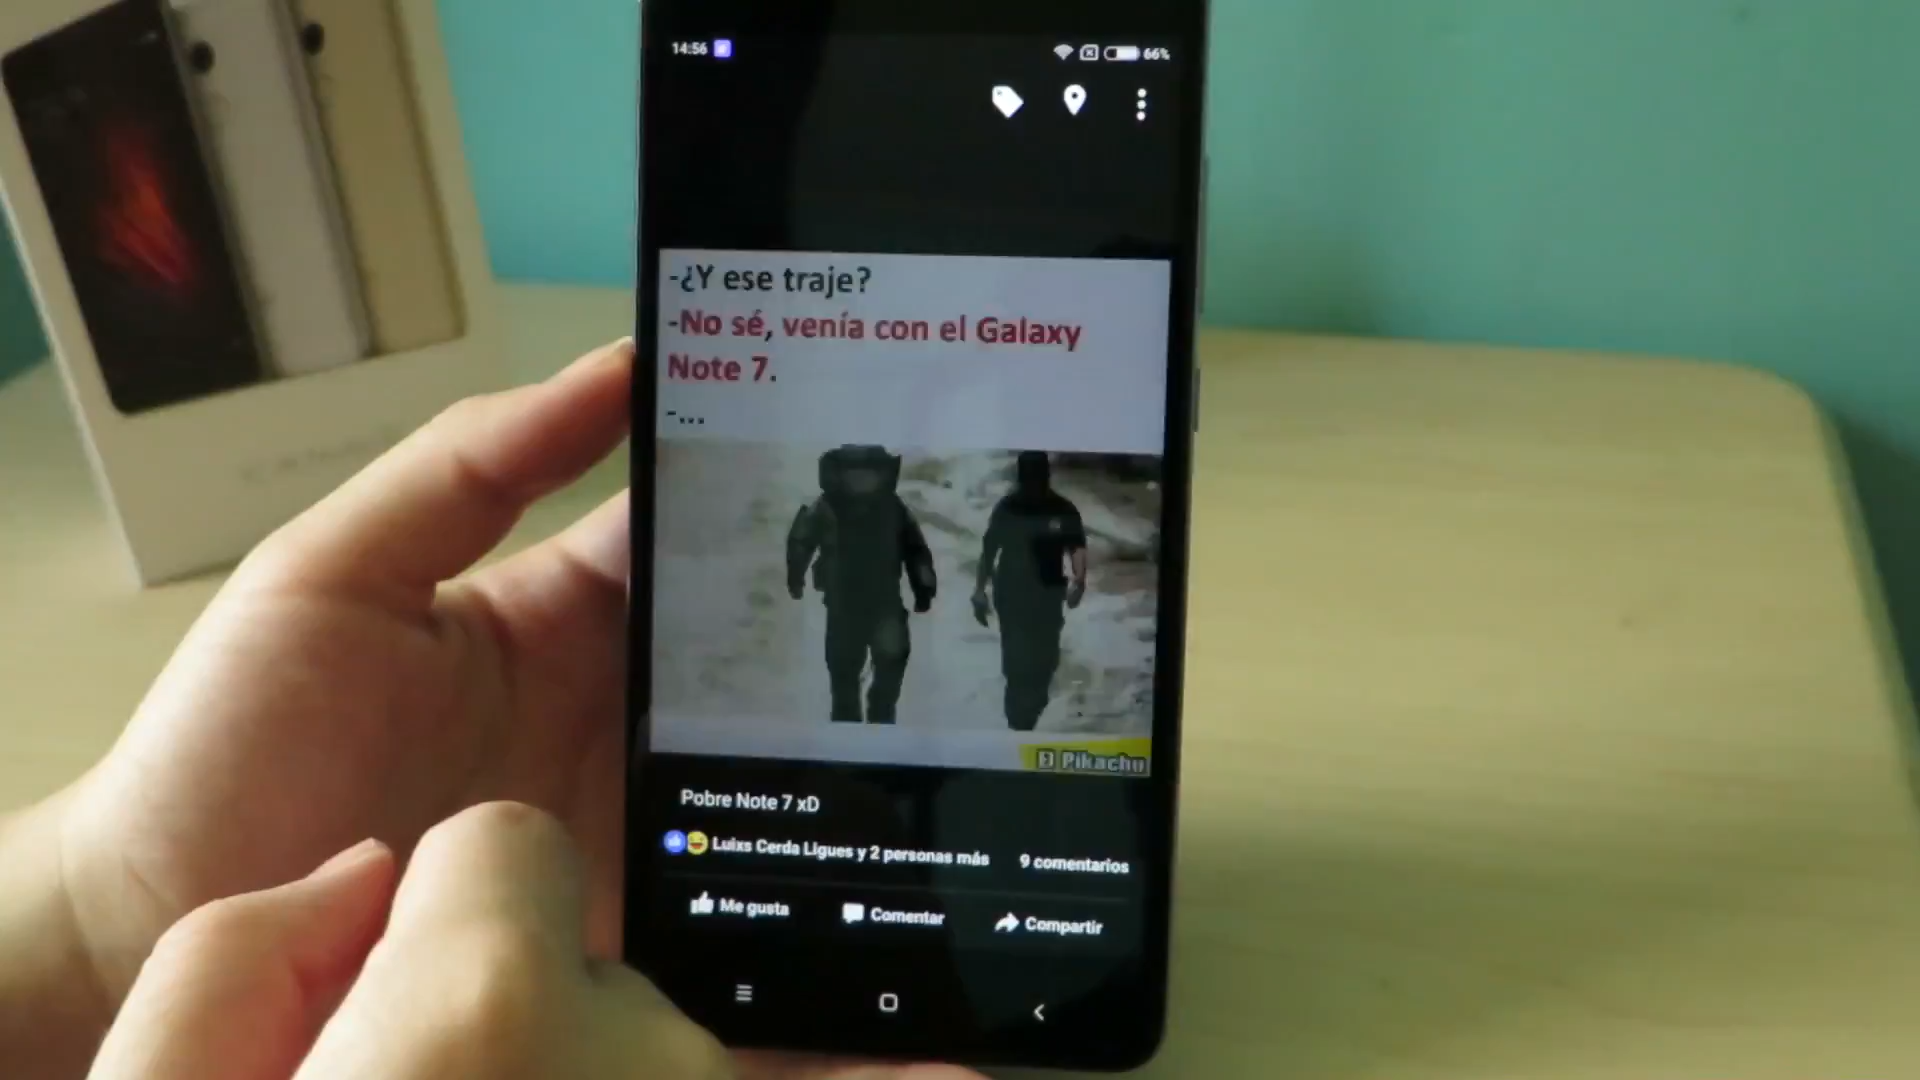 14:56
66%
-¿Y ese traje?
-No sé, venía con el Galaxy
Note 7.
-...
El Pikachu
Pobre Note 7 xD
Luixs Cerda Ligues y 2 personas más
9 comentarios
Me gusta
Comentar
Compartir